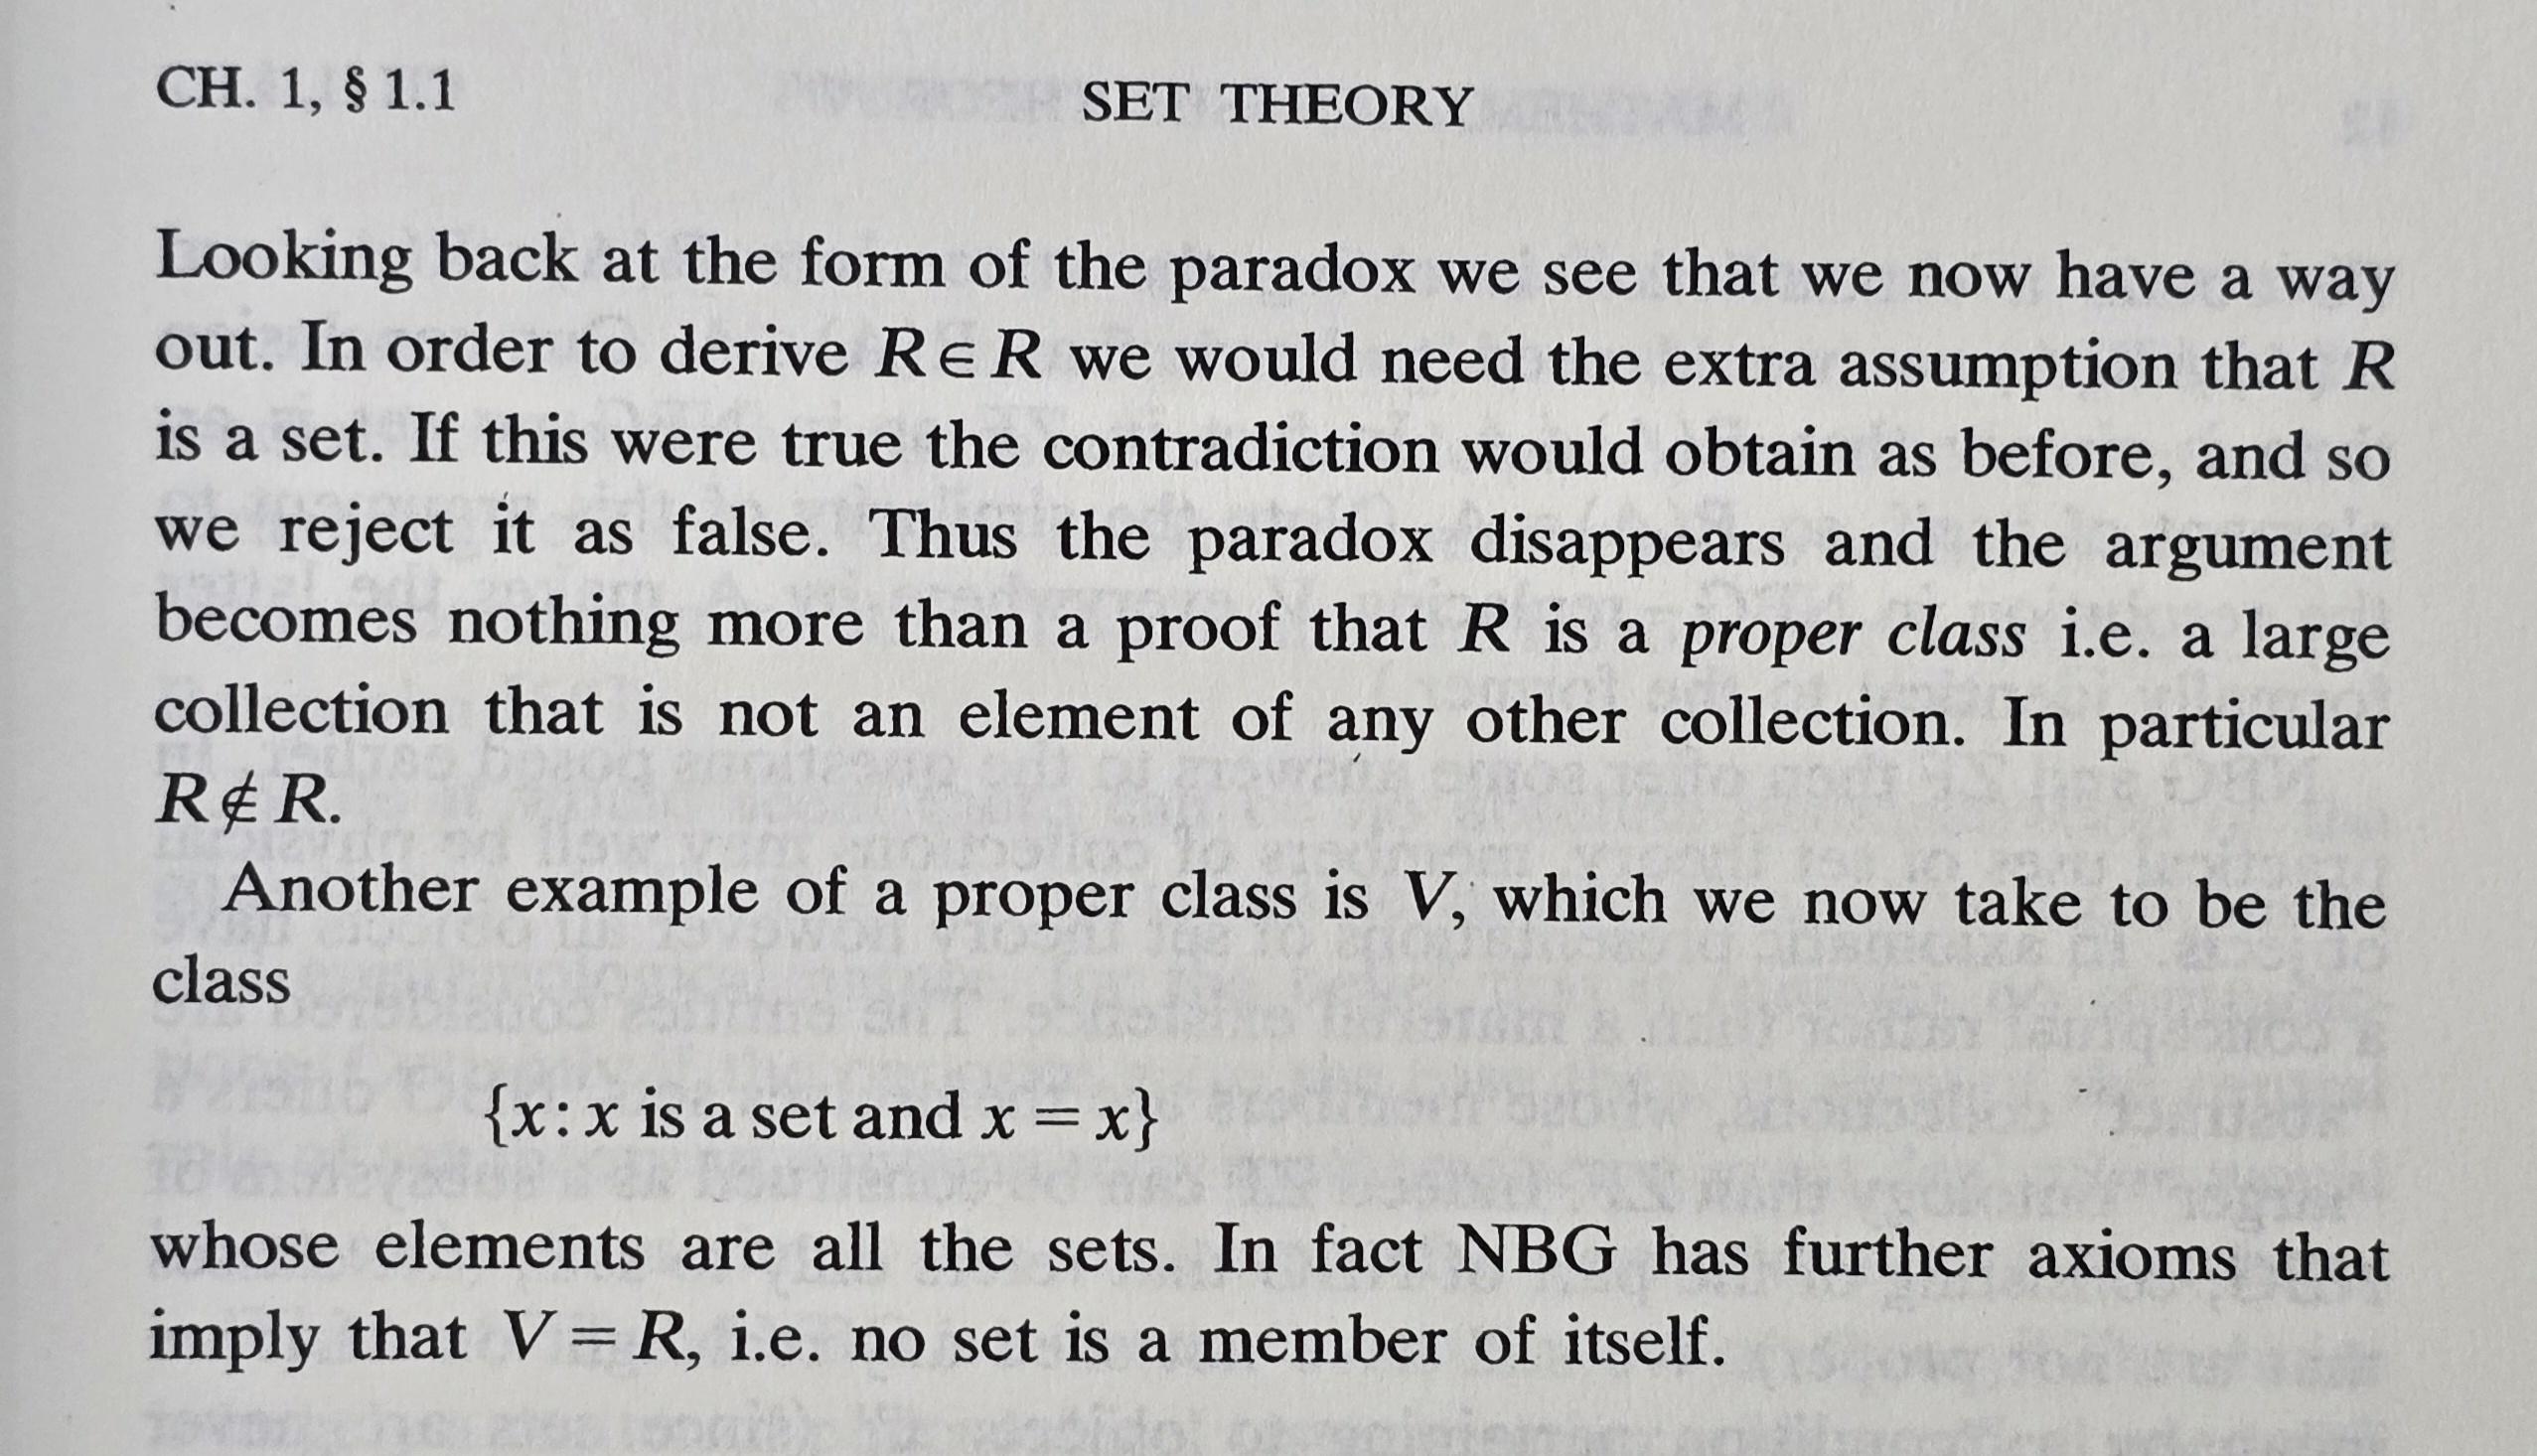 CH. 1, § 1.1
SET THEORY
Looking back at the form of the paradox we see that we now have a way
out. In order to derive R ∈ R we would need the extra assumption that R
is a set. If this were true the contradiction would obtain as before, and so
we reject it as false. Thus the paradox disappears and the argument
becomes nothing more than a proof that R is a proper class i.e. a large
collection that is not an element of any other collection. In particular
R ∉ R.
Another example of a proper class is V, which we now take to be the
class
{x: x is a set and x = x}
whose elements are all the sets. In fact NBG has further axioms that
imply that V = R, i.e. no set is a member of itself.